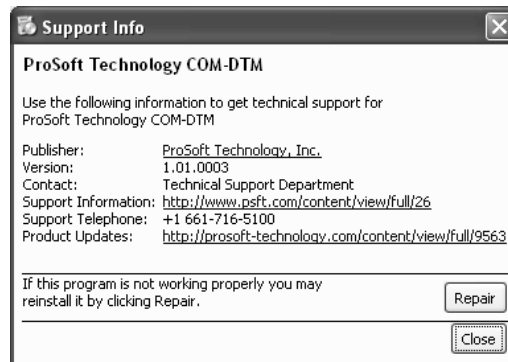 Support Info
ProSoft Technology COM-DTM
Use the following information to get technical support for
ProSoft Technology COM-DTM
Publisher: ProSoft Technology, Inc.
Version: 1.01.0003
Contact: Technical Support Department
Support Information: http://www.psft.com/content/view/full/26
Support Telephone: +1 661-716-5100
Product Updates: http://prosoft-technology.com/content/view/full/9563
If this program is not working properly you may
reinstall it by clicking Repair.
Repair
Close